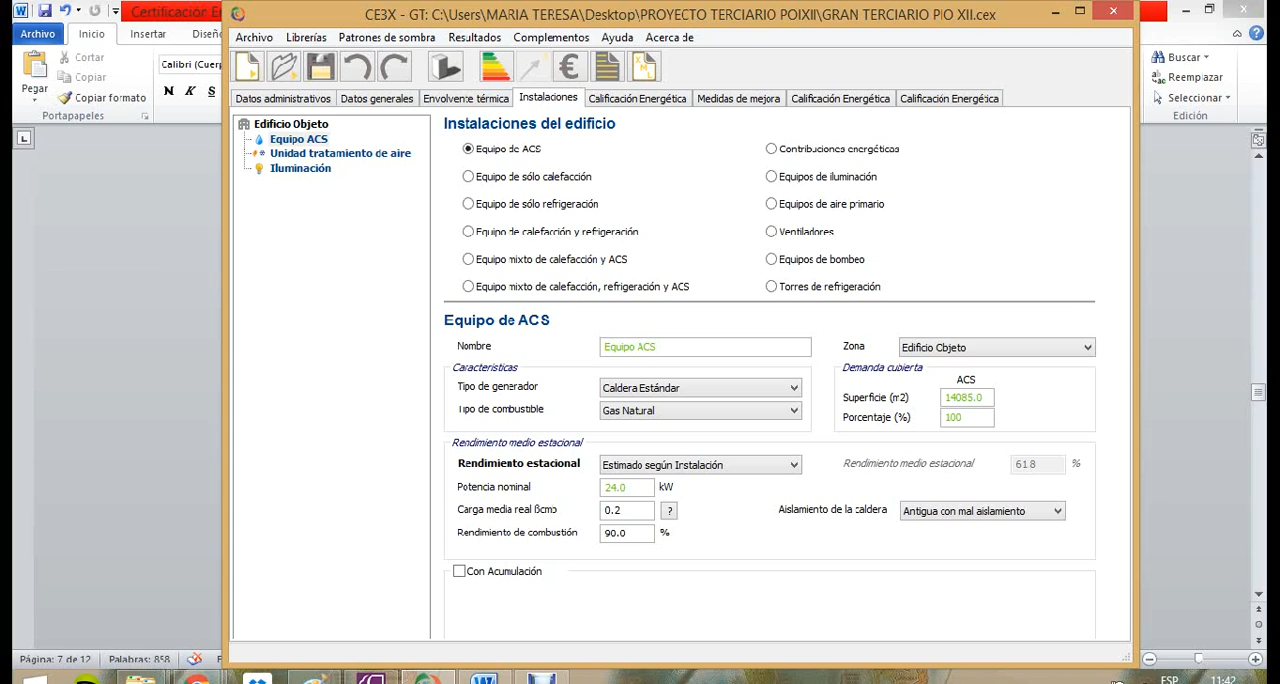 Certificación E
CE3X - GT: C:\Users\MARIA TERESA\Desktop\PROYECTO TERCIARIO POIXII\GRAN TERCIARIO PIO XII.cex
Archivo Inicio Insertar Diseñ
Archivo Librerías Patrones de sombra Resultados Complementos Ayuda Acerca de
Pegar
Cortar
Copiar
Copiar formato
Portapapeles
Calibri (Cuerp
N K S
Buscar
Reemplazar
Seleccionar
Edición
Datos administrativos Datos generales Envolvente térmica Instalaciones Calificación Energética Medidas de mejora Calificación Energética Calificación Energética
Edificio Objeto
Equipo ACS
Unidad tratamiento de aire
Iluminación
Instalaciones del edificio
Equipo de ACS Contribuciones energéticas
Equipo de sólo calefacción Equipos de iluminación
Equipo de sólo refrigeración Equipos de aire primario
Equipo de calefacción y refrigeración Ventiladores
Equipo mixto de calefacción y ACS Equipos de bombeo
Equipo mixto de calefacción, refrigeración y ACS Torres de refrigeración
Equipo de ACS
Nombre Equipo ACS Zona Edificio Objeto
Características Demanda cubierta
ACS
Tipo de generador Caldera Estándar Superficie (m2) 14085.0
Tipo de combustible Gas Natural Porcentaje (%) 100
Rendimiento medio estacional
Rendimiento estacional Estimado según Instalación Rendimiento medio estacional 61.8 %
Potencia nominal 24.0 kW
Carga media real ßcmb 0.2 ? Aislamiento de la caldera Antigua con mal aislamiento
Rendimiento de combustión 90.0 %
Con Acumulación
Página: 7 de 12 Palabras: 858
ESP 11:42